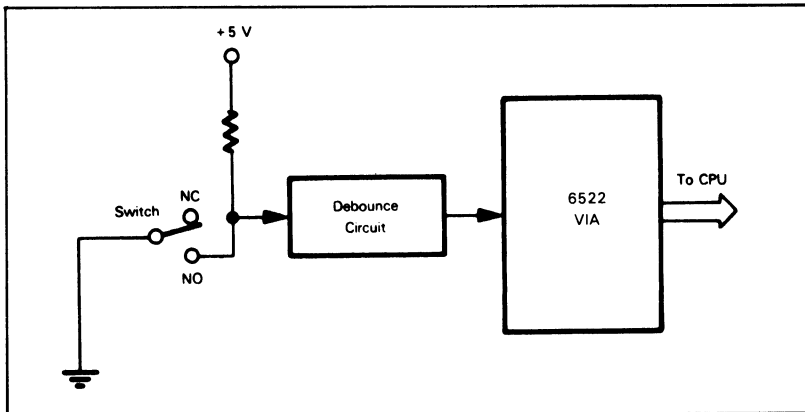 +5 V
NC
Switch
NO
Debounce
Circuit
6522
VIA
To CPU